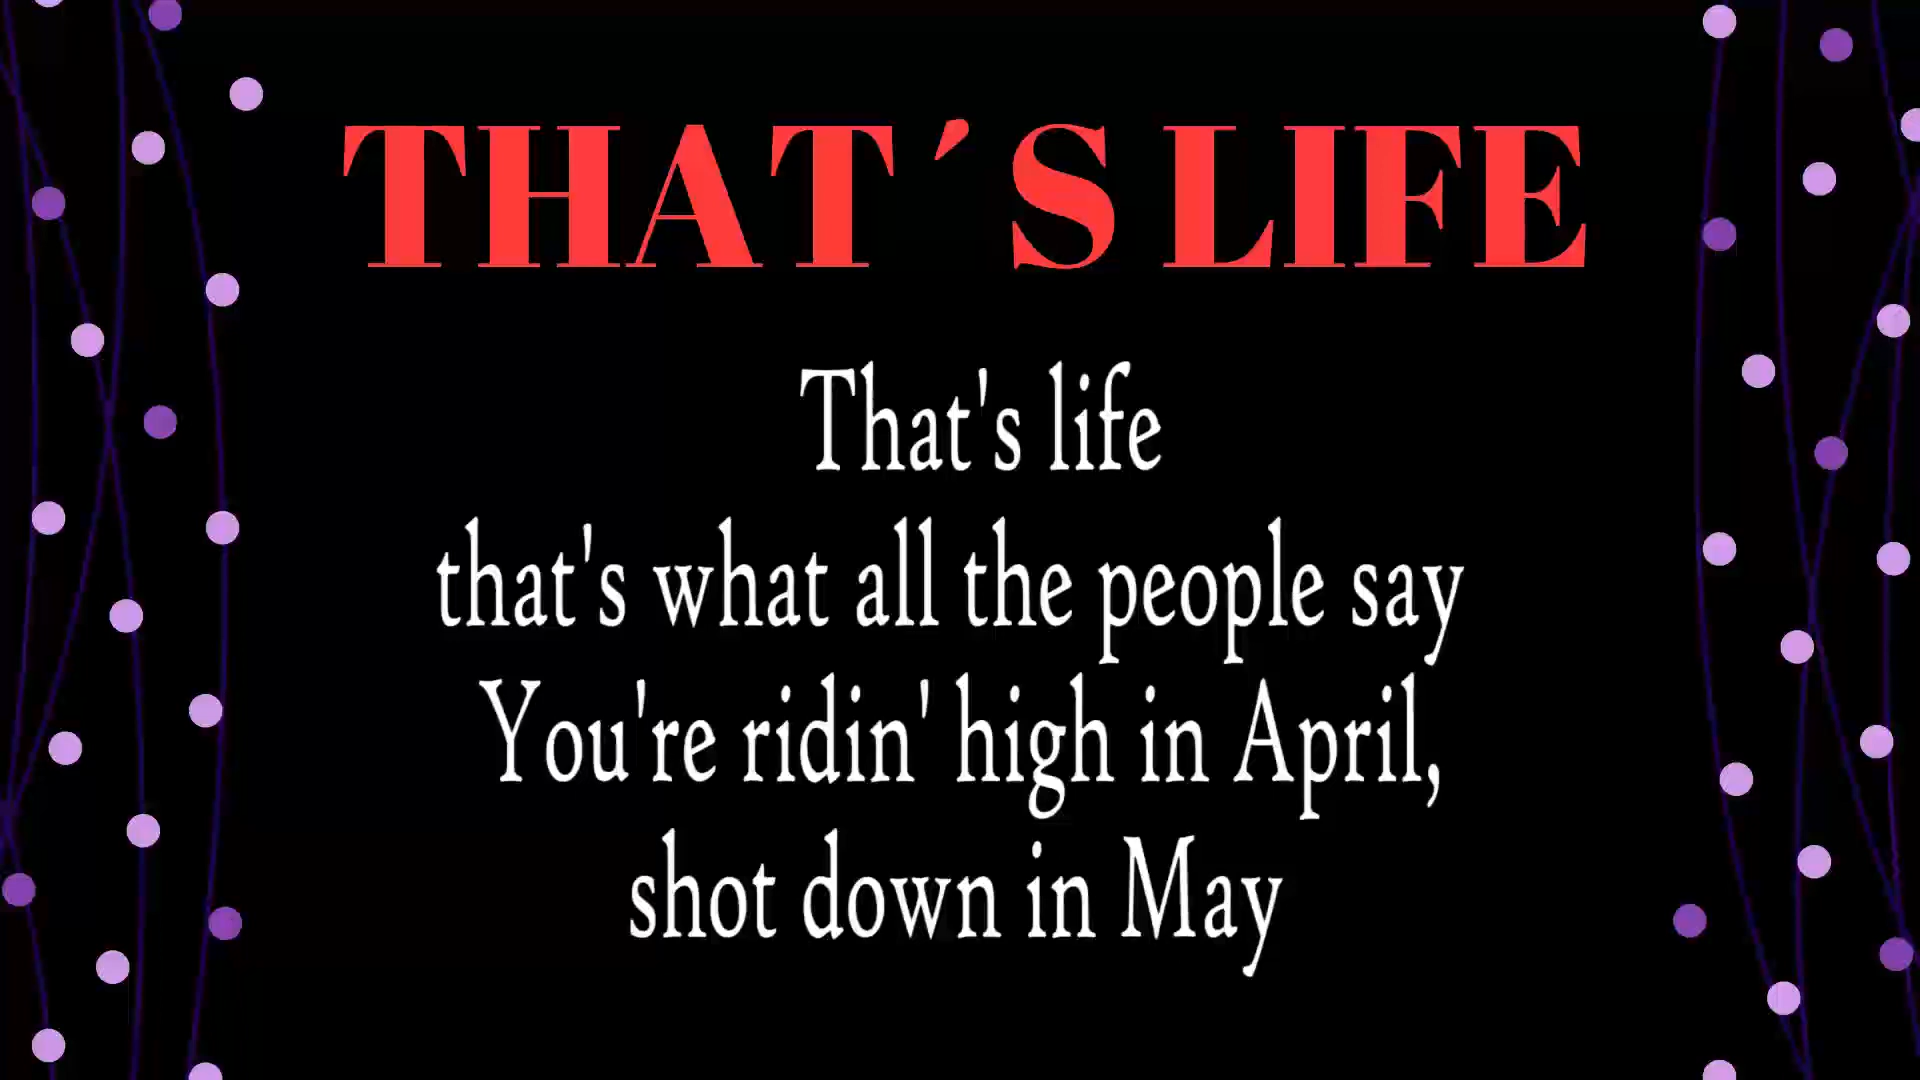 THAT´S LIFE
That's life
that's what all the people say
You're ridin' high in April,
shot down in May